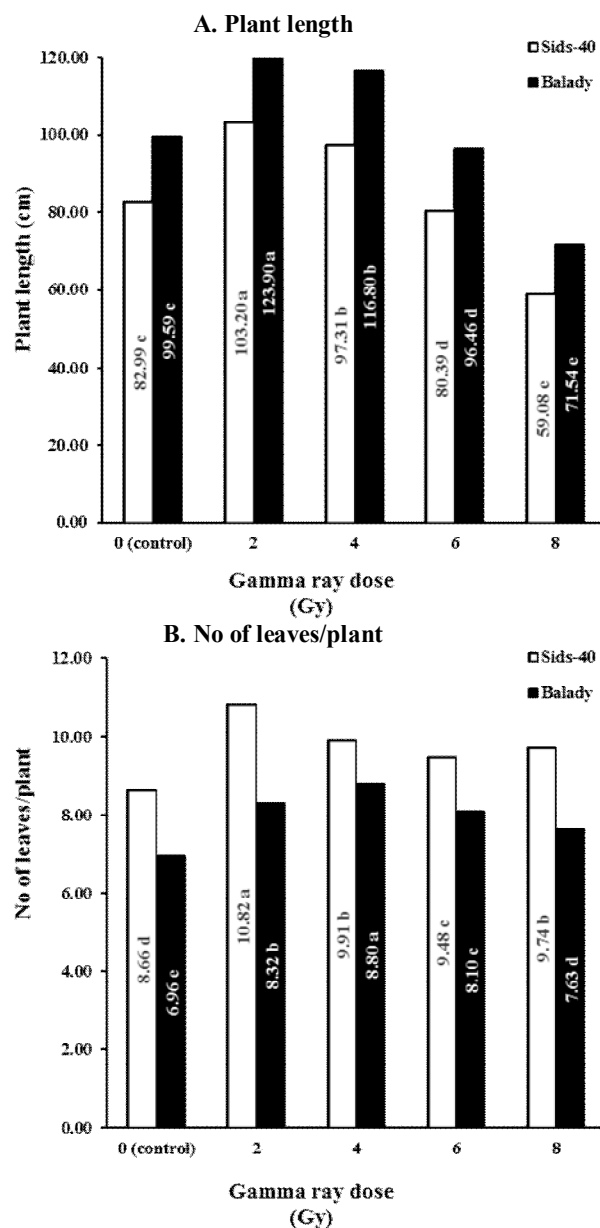 A. Plant length
Sids-40
Balady
Plant length (cm)
120.00
100.00
80.00
60.00
40.00
20.00
0.00
82.99 c
99.59 c
103.20 a
123.90 a
97.31 b
116.80 b
80.39 d
96.46 d
59.08 e
71.54 e
0 (control) 2 4 6 8
Gamma ray dose
(Gy)
B. No of leaves/plant
Sids-40
Balady
No of leaves/plant
12.00
10.00
8.00
6.00
4.00
2.00
0.00
8.66 d
6.96 e
10.82 a
8.32 b
9.91 b
8.80 a
9.48 c
8.10 c
9.74 b
7.63 d
0 (control) 2 4 6 8
Gamma ray dose
(Gy)